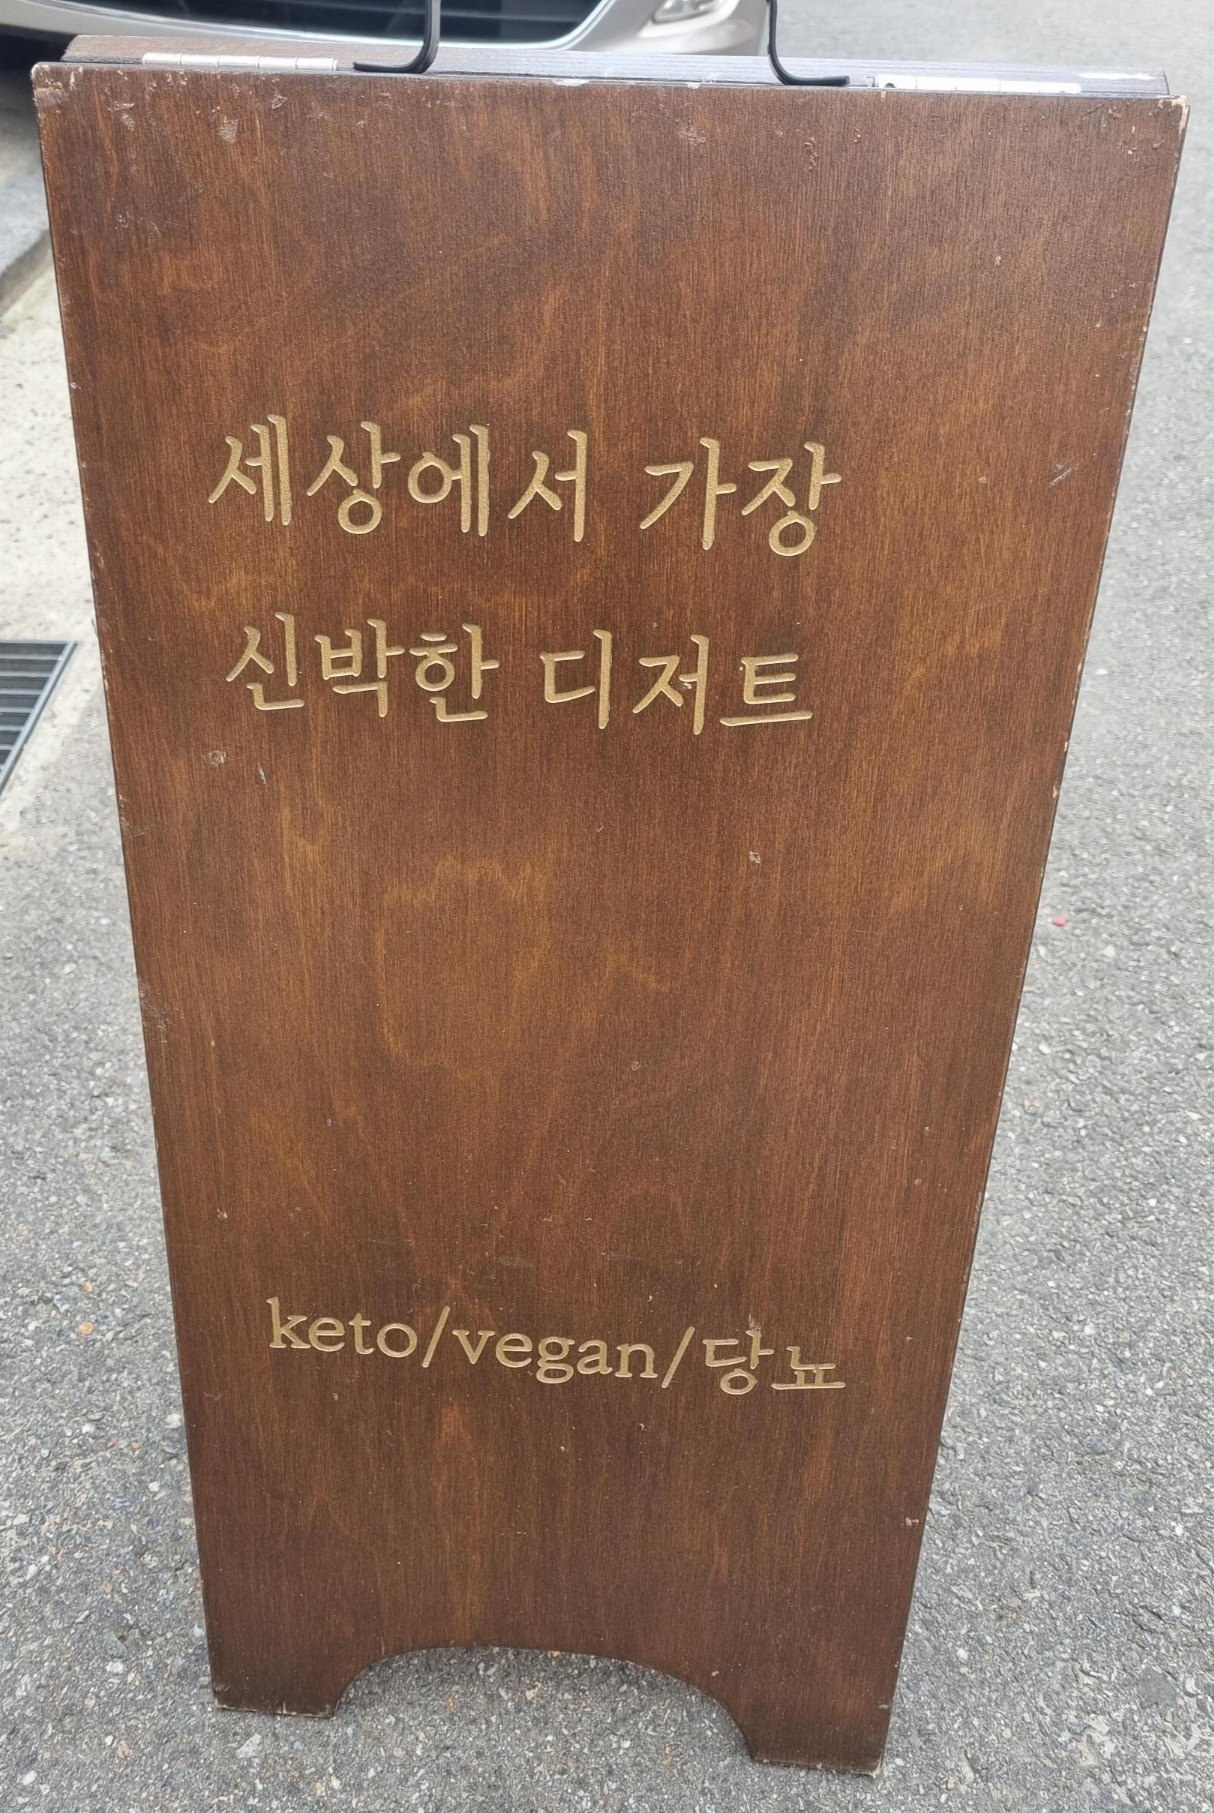 세상에서 가장
신박한 디저트
keto/vegan/당뇨